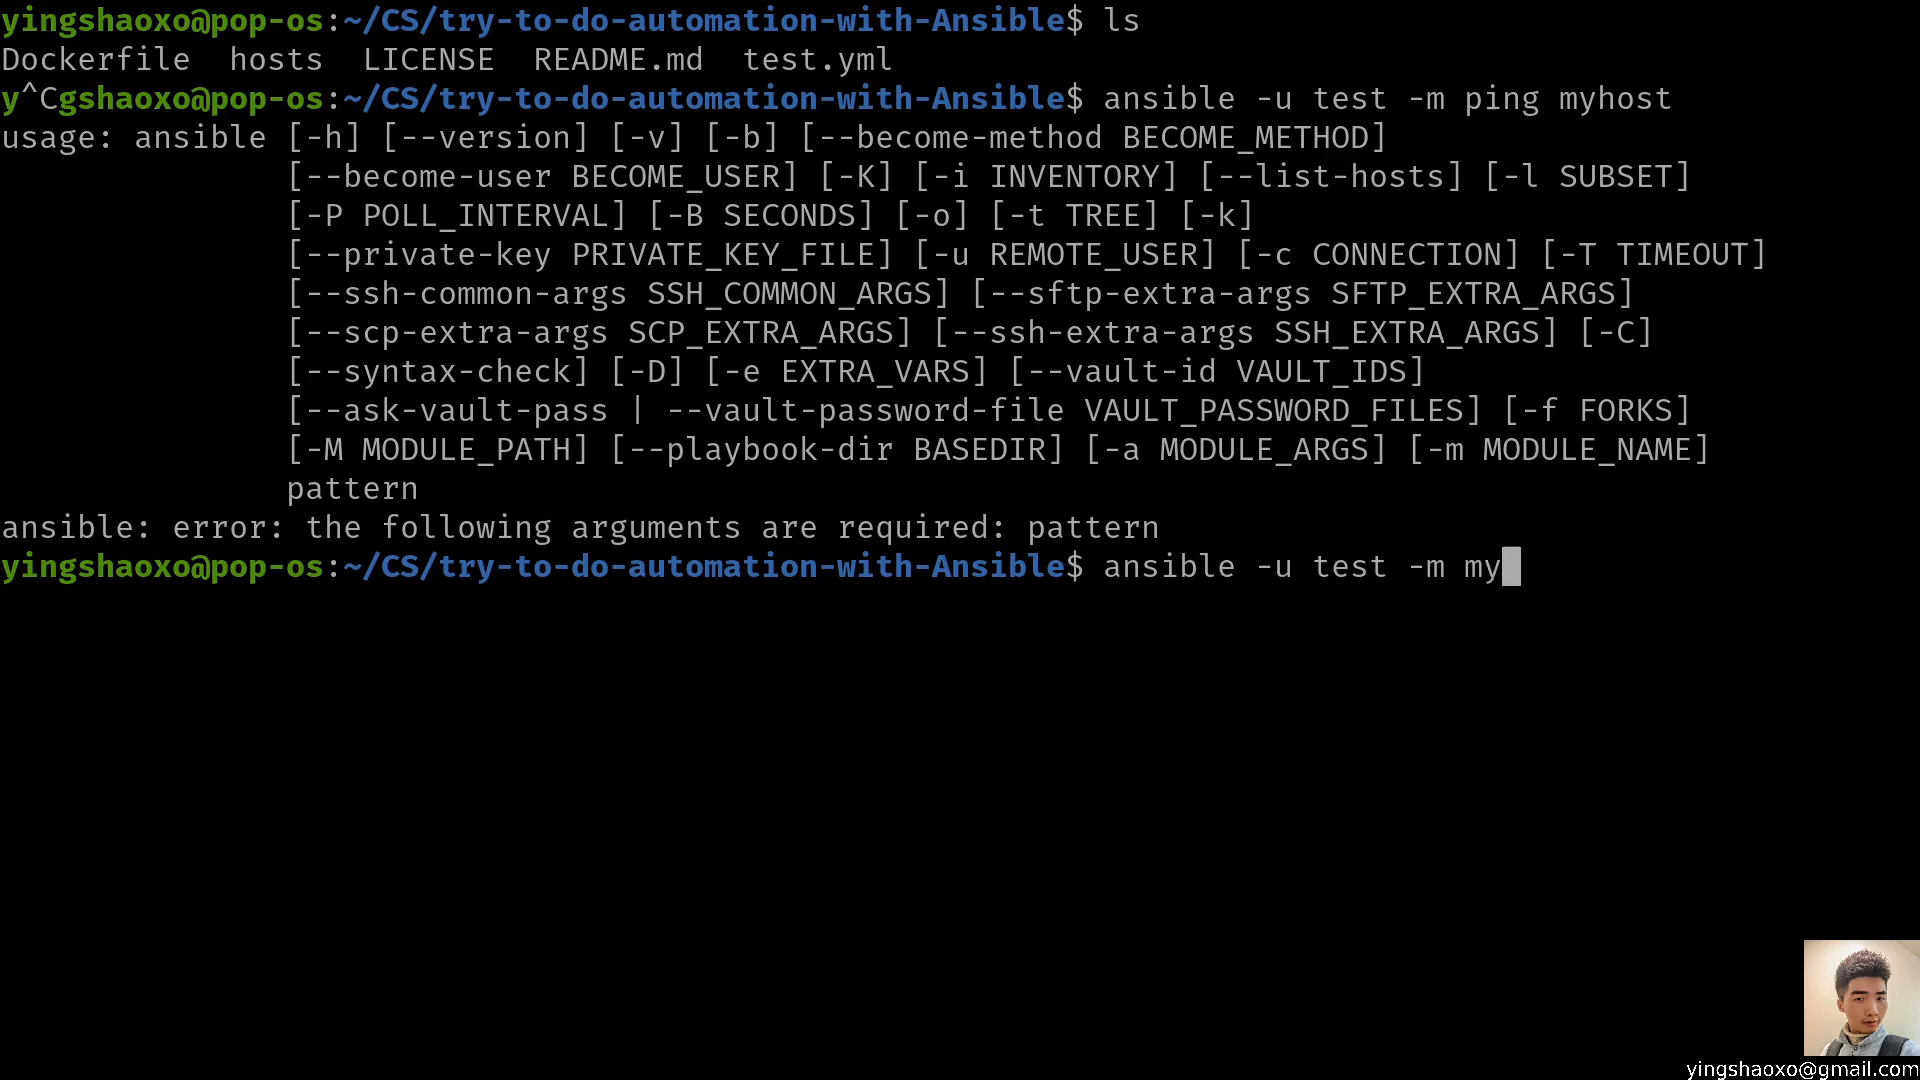 yingshaoxo@pop-os:~/CS/try-to-do-automation-with-Ansible$ ls
Dockerfile  hosts  LICENSE  README.md  test.yml
y^Cgshaoxo@pop-os:~/CS/try-to-do-automation-with-Ansible$ ansible -u test -m ping myhost
usage: ansible [-h] [--version] [-v] [-b] [--become-method BECOME_METHOD]
               [--become-user BECOME_USER] [-K] [-i INVENTORY] [--list-hosts] [-l SUBSET]
               [-P POLL_INTERVAL] [-B SECONDS] [-o] [-t TREE] [-k]
               [--private-key PRIVATE_KEY_FILE] [-u REMOTE_USER] [-c CONNECTION] [-T TIMEOUT]
               [--ssh-common-args SSH_COMMON_ARGS] [--sftp-extra-args SFTP_EXTRA_ARGS]
               [--scp-extra-args SCP_EXTRA_ARGS] [--ssh-extra-args SSH_EXTRA_ARGS] [-C]
               [--syntax-check] [-D] [-e EXTRA_VARS] [--vault-id VAULT_IDS]
               [--ask-vault-pass | --vault-password-file VAULT_PASSWORD_FILES] [-f FORKS]
               [-M MODULE_PATH] [--playbook-dir BASEDIR] [-a MODULE_ARGS] [-m MODULE_NAME]
               pattern
ansible: error: the following arguments are required: pattern
yingshaoxo@pop-os:~/CS/try-to-do-automation-with-Ansible$ ansible -u test -m my
yingshaoxo@gmail.com